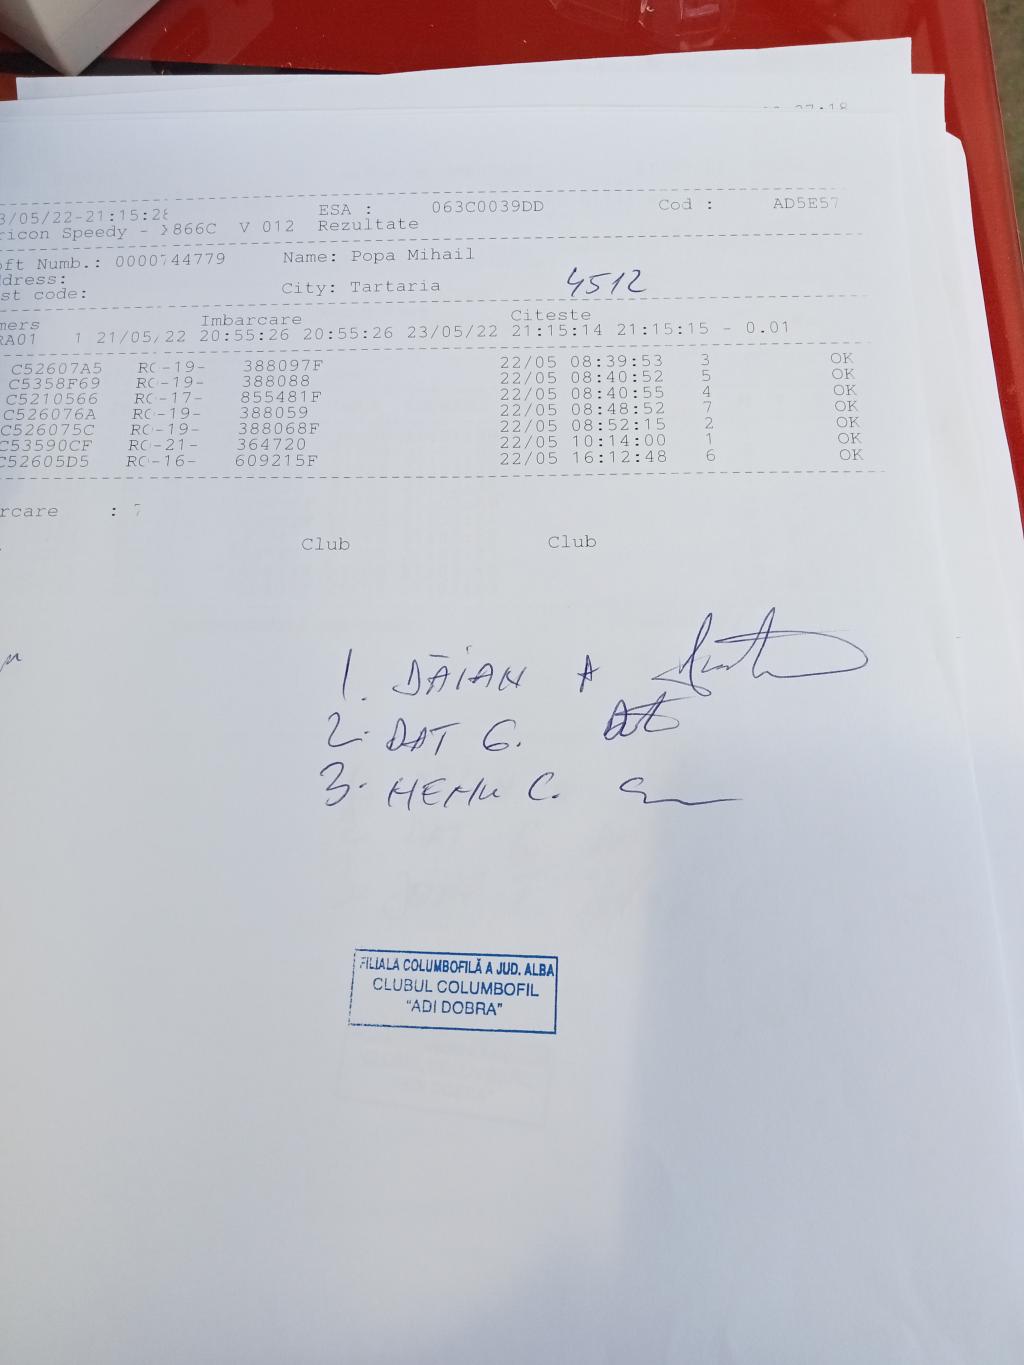 3/05/22-21:15:28 ESA : 063C0039DD Cod : AD5E57
ricon Speedy - 866C V 012 Rezultate
oft Numb.: 0000744779 Name: Popa Mihail
dress:
st code: City: Tartaria 4512
mers Imbarcare Citeste
RA01 1 21/05/22 20:55:26 20:55:26 23/05/22 21:15:14 21:15:15 - 0.01
C52607A5 RO-19- 388097F 22/05 08:39:53 3 OK
C5358F69 RO-19- 388088 22/05 08:40:52 5 OK
C5210566 RO-17- 855481F 22/05 08:40:55 4 OK
C526076A RO-19- 388059 22/05 08:48:52 7 OK
C526075C RO-19- 388068F 22/05 08:52:15 2 OK
C53590CF RO-21- 364720 22/05 10:14:00 1 OK
C52605D5 RO-16- 609215F 22/05 16:12:48 6 OK
rcare : 7
Club Club
1. DĂIAN A
2. DAT G.
3. C.
FILIALA COLUMBOFILĂ A JUD. ALBA
CLUBUL COLUMBOFIL
"ADI DOBRA"